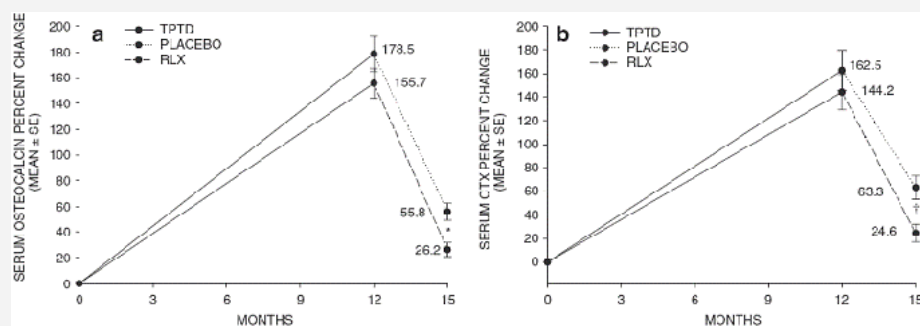 a
TPTD
PLACEBO
RLX
SERUM OSTEOCALCIN PERCENT CHANGE
(MEAN ± SD)
200
180
160
140
120
100
80
60
40
20
0
178.5
155.7
55.8
*
26.2
0 3 6 9 12 15
MONTHS
b
TPTD
PLACEBO
RLX
SERUM CTX PERCENT CHANGE
(MEAN ± SE)
200
180
160
140
120
100
80
60
40
20
0
162.5
144.2
63.3
†
24.6
0 3 6 9 12 15
MONTHS